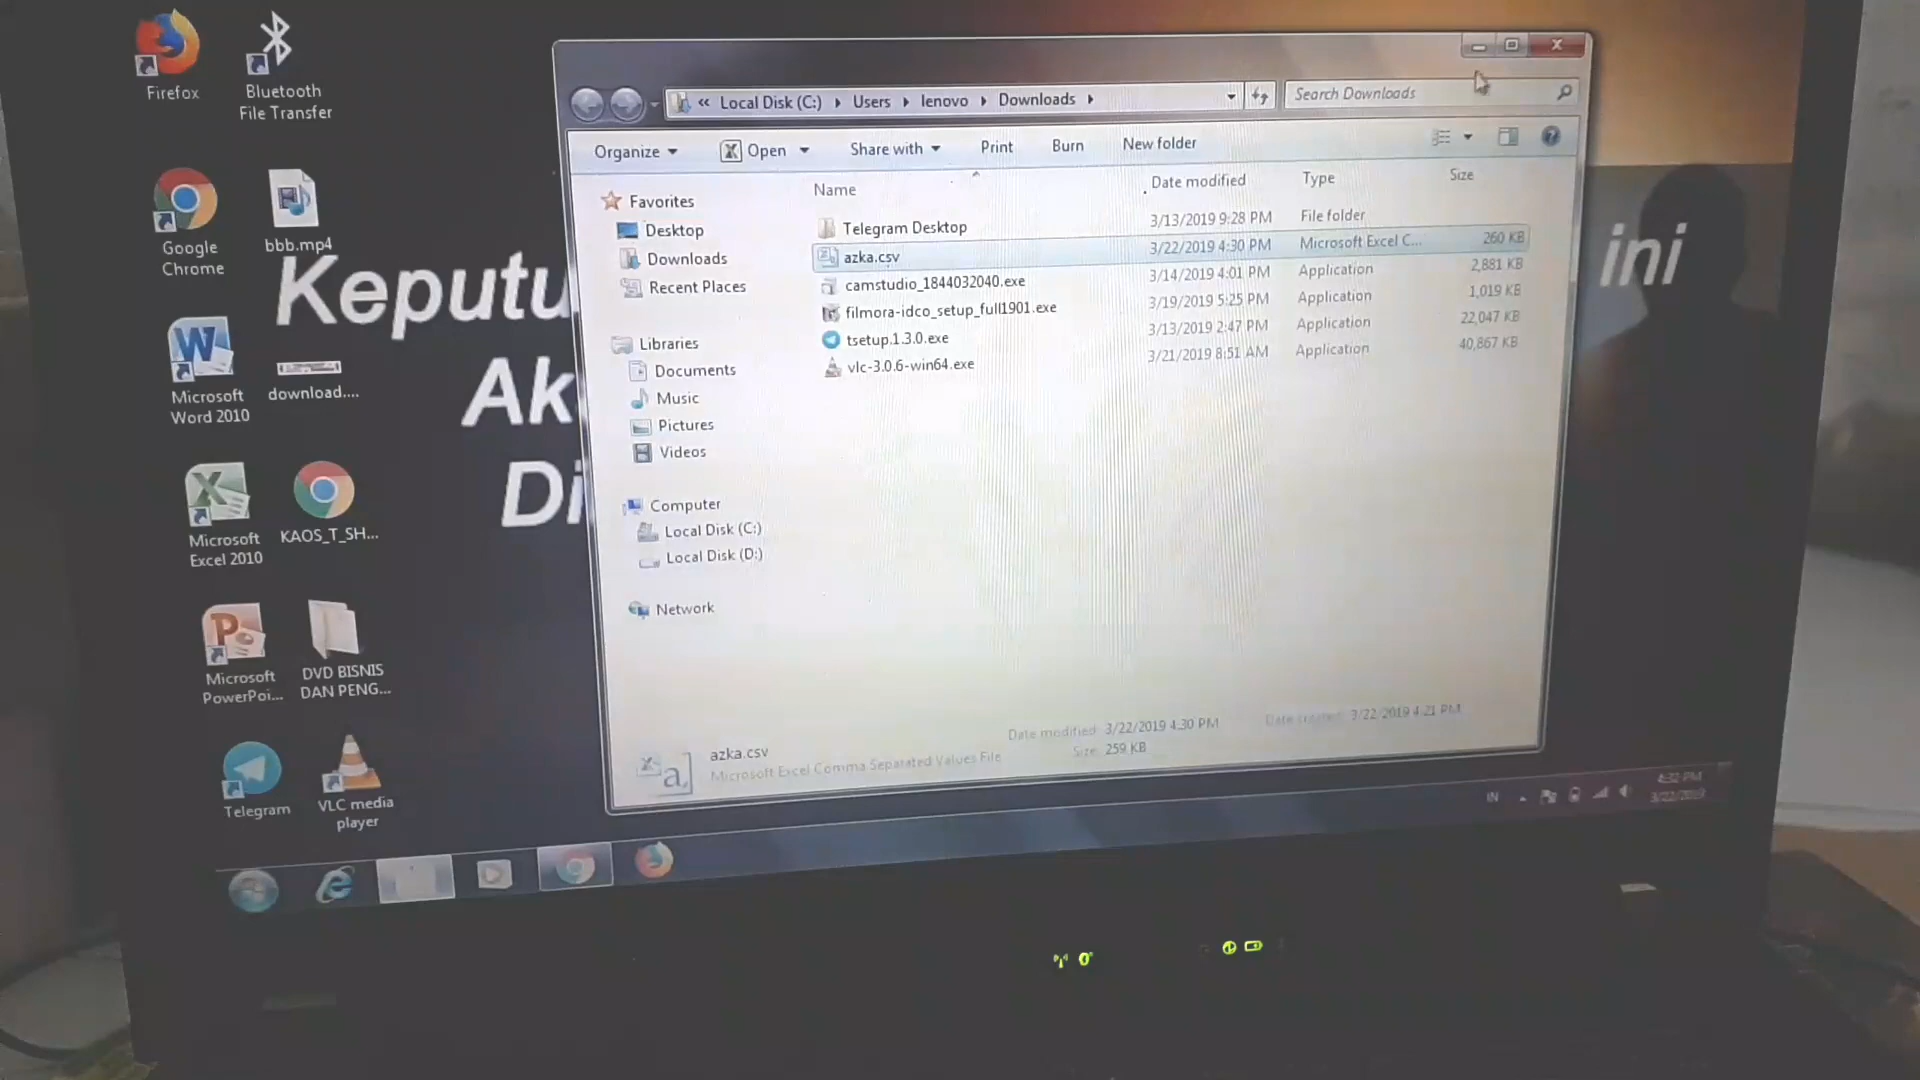 Firefox
Bluetooth
File Transfer
Google
Chrome
bbb.mp4
Microsoft
Word 2010
download....
Microsoft
Excel 2010
KAOS_T_SH...
Microsoft
PowerPoi...
DVD BISNIS
DAN PENG...
Telegram
VLC media
player
Keputu
ini
Ak
Di
« Local Disk (C:) Users lenovo Downloads
Search Downloads
Organize Open Share with Print Burn New folder
Favorites
Desktop
Downloads
Recent Places
Libraries
Documents
Music
Pictures
Videos
Computer
Local Disk (C:)
Local Disk (D:)
Network
Name Date modified Type Size
Telegram Desktop 3/13/2019 9:28 PM File folder
azka.csv 3/22/2019 4:30 PM Microsoft Excel C... 260 KB
camstudio_1844032040.exe 3/14/2019 4:01 PM Application 2,881 KB
filmora-idco_setup_full1901.exe 3/19/2019 5:25 PM Application 1,019 KB
tsetup.1.3.0.exe 3/13/2019 2:47 PM Application 22,047 KB
vlc-3.0.6-win64.exe 3/21/2019 8:51 AM Application 40,867 KB
azka.csv Date modified: 3/22/2019 4:30 PM Date created: 3/22/2019 4:21 PM
Microsoft Excel Comma Separated Values File Size: 259 KB
IN
4:32 PM
3/22/2019